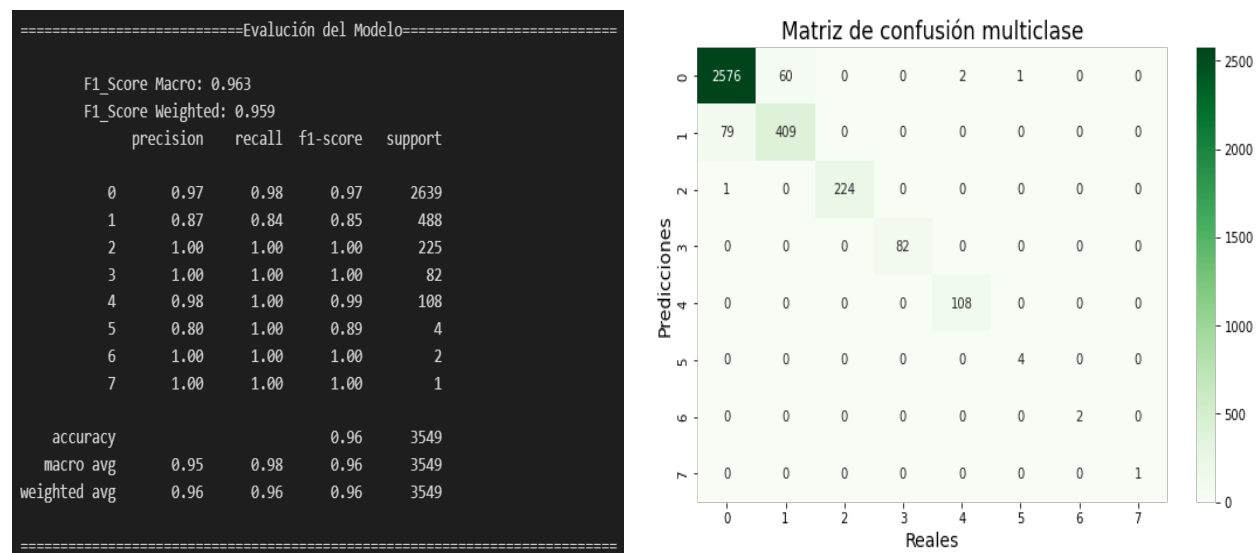 ============================Evalución del Modelo===========================
F1_Score Macro: 0.963
F1_Score Weighted: 0.959
precision recall f1-score support
0 0.97 0.98 0.97 2639
1 0.87 0.84 0.85 488
2 1.00 1.00 1.00 225
3 1.00 1.00 1.00 82
4 0.98 1.00 0.99 108
5 0.80 1.00 0.89 4
6 1.00 1.00 1.00 2
7 1.00 1.00 1.00 1
accuracy 0.96 3549
macro avg 0.95 0.98 0.96 3549
weighted avg 0.96 0.96 0.96 3549
===========================================================================
Matriz de confusión multiclase
0 2576 60 0 0 2 1 0 0
1 79 409 0 0 0 0 0 0
2 1 0 224 0 0 0 0 0
3 0 0 0 82 0 0 0 0
4 0 0 0 0 108 0 0 0
5 0 0 0 0 0 4 0 0
6 0 0 0 0 0 0 2 0
7 0 0 0 0 0 0 0 1
0 1 2 3 4 5 6 7
Predicciones
Reales
2500
2000
1500
1000
500
0